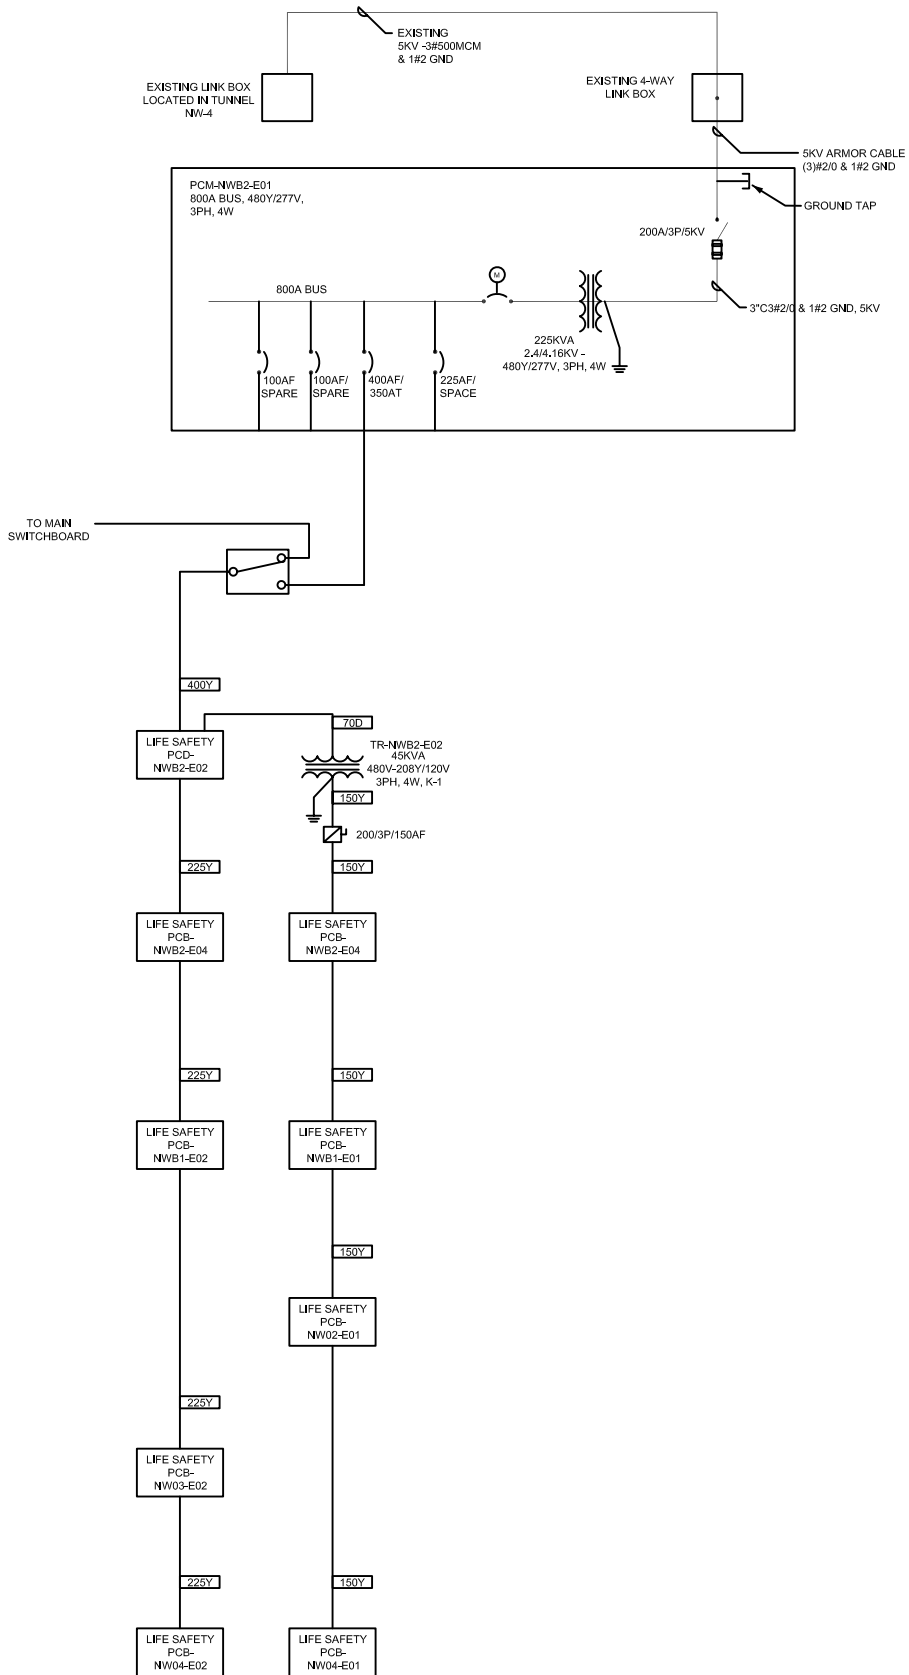 EXISTING
5KV -3#500MCM
& 1#2 GND
EXISTING LINK BOX
LOCATED IN TUNNEL
NW-4
EXISTING 4-WAY
LINK BOX
5KV ARMOR CABLE
(3)#2/0 & 1#2 GND
PCM-NWB2-E01
800A BUS, 480Y/277V,
3PH, 4W
GROUND TAP
200A/3P/5KV
M
800A BUS
3"C3#2/0 & 1#2 GND, 5KV
225KVA
2.4/4.16KV -
480Y/277V, 3PH, 4W
100AF
SPARE
100AF/
SPARE
400AF/
350AT
225AF/
SPACE
TO MAIN
SWITCHBOARD
400Y
70D
LIFE SAFETY
PCD-
NWB2-E02
TR-NWB2-E02
45KVA
480V-208Y/120V
3PH, 4W, K-1
150Y
200/3P/150AF
225Y
150Y
LIFE SAFETY
PCB-
NWB2-E04
LIFE SAFETY
PCB-
NWB2-E04
225Y
150Y
LIFE SAFETY
PCB-
NWB1-E02
LIFE SAFETY
PCB-
NWB1-E01
150Y
LIFE SAFETY
PCB-
NW02-E01
225Y
LIFE SAFETY
PCB-
NW03-E02
225Y
150Y
LIFE SAFETY
PCB-
NW04-E02
LIFE SAFETY
PCB-
NW04-E01